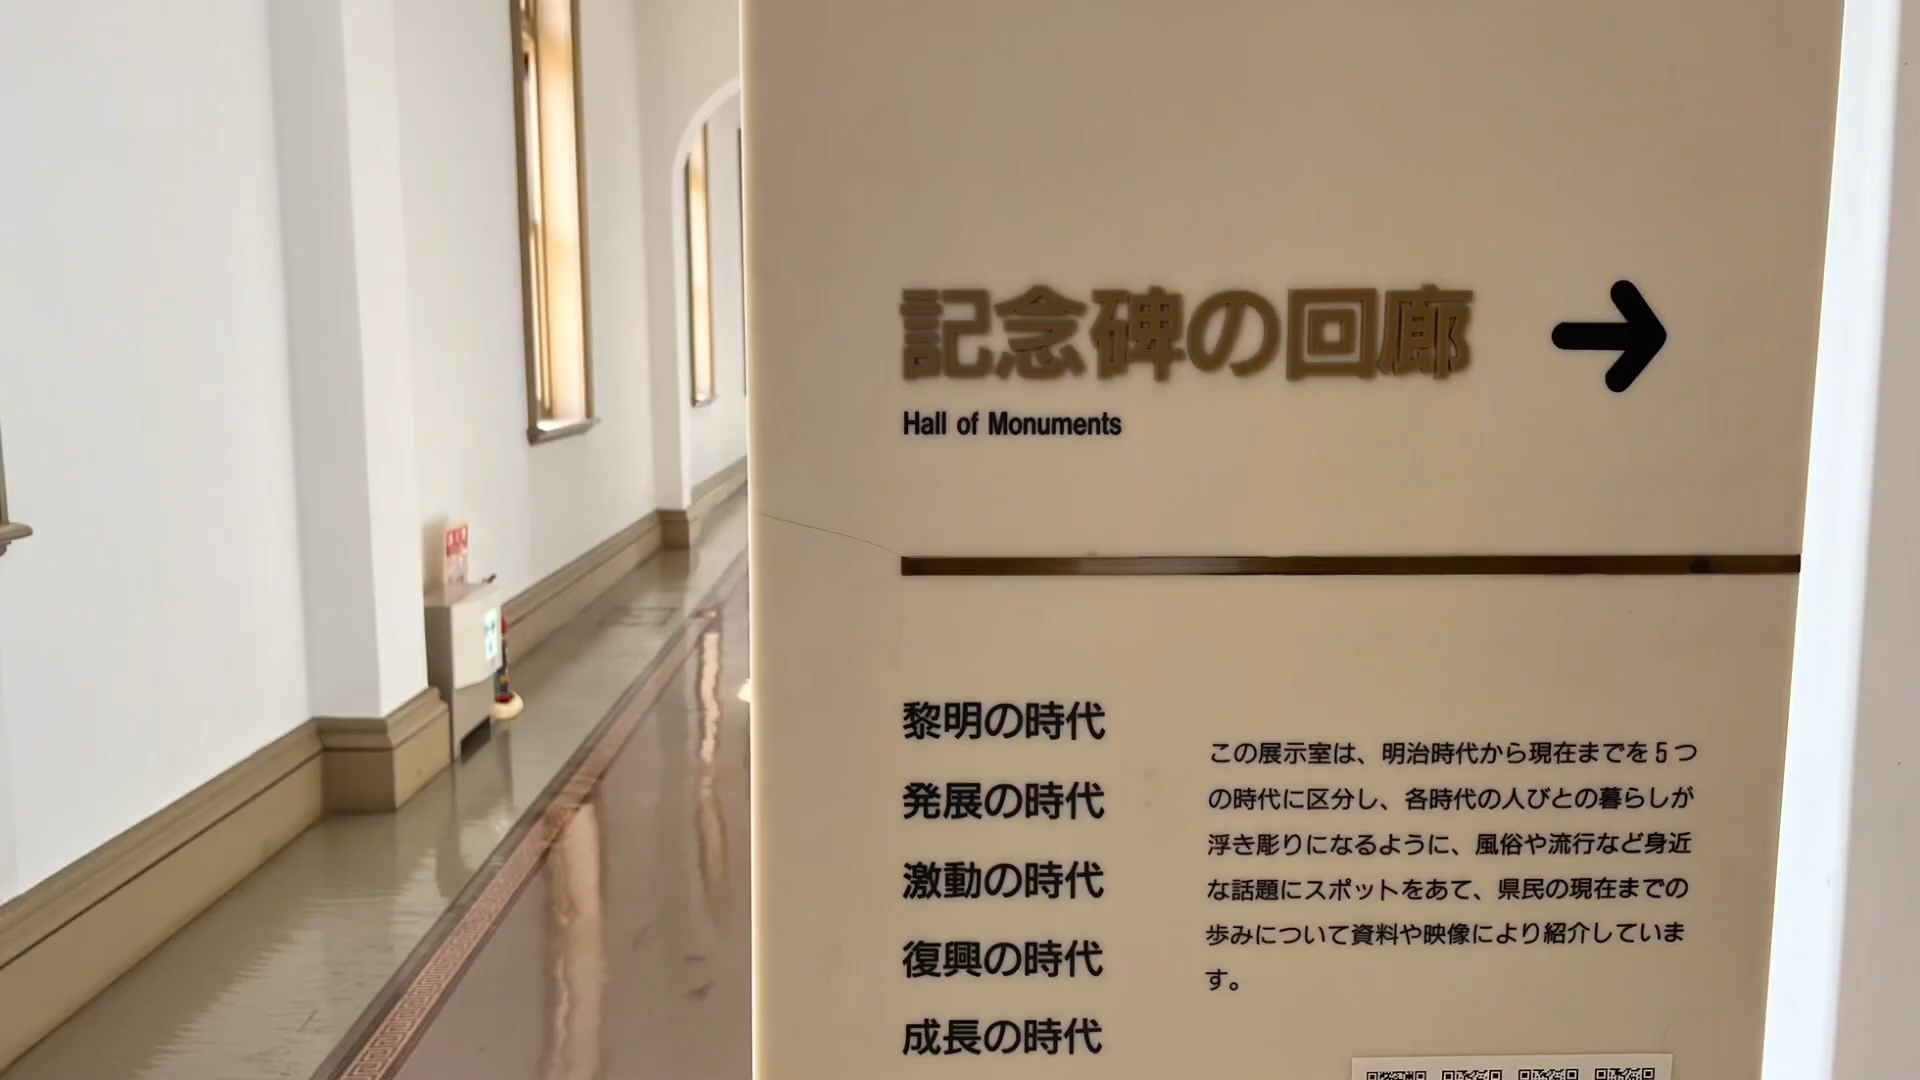 記念碑の回廊
Hall of Monuments
黎明の時代
発展の時代
激動の時代
復興の時代
成長の時代
この展示室は、明治時代から現在までを5つ
の時代に区分し、各時代の人びとの暮らしが
浮き彫りになるように、風俗や流行など身近
な話題にスポットをあて、県民の現在までの
歩みについて資料や映像により紹介していま
す。